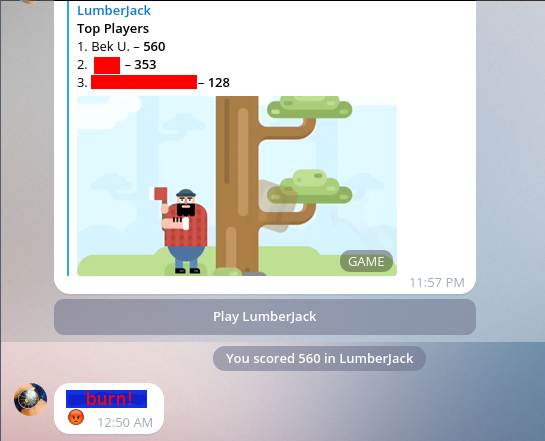 LumberJack
Top Players
1. Bek U. – 560
2. – 353
3. – 128
GAME
11:57 PM
Play LumberJack
You scored 560 in LumberJack
burn!
12:50 AM